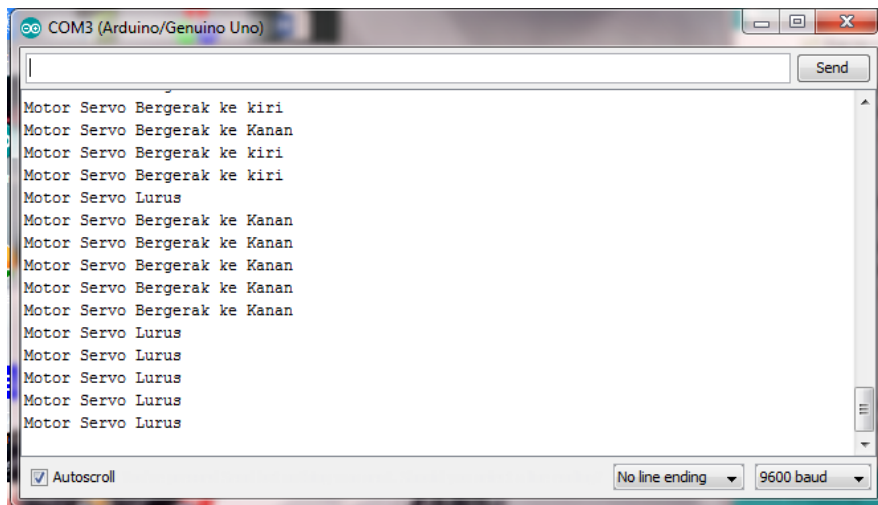 COM3 (Arduino/Genuino Uno)
Send
Motor Servo Bergerak ke kiri
Motor Servo Bergerak ke Kanan
Motor Servo Bergerak ke kiri
Motor Servo Bergerak ke kiri
Motor Servo Lurus
Motor Servo Bergerak ke Kanan
Motor Servo Bergerak ke Kanan
Motor Servo Bergerak ke Kanan
Motor Servo Bergerak ke Kanan
Motor Servo Bergerak ke Kanan
Motor Servo Lurus
Motor Servo Lurus
Motor Servo Lurus
Motor Servo Lurus
Motor Servo Lurus
Autoscroll
No line ending
9600 baud